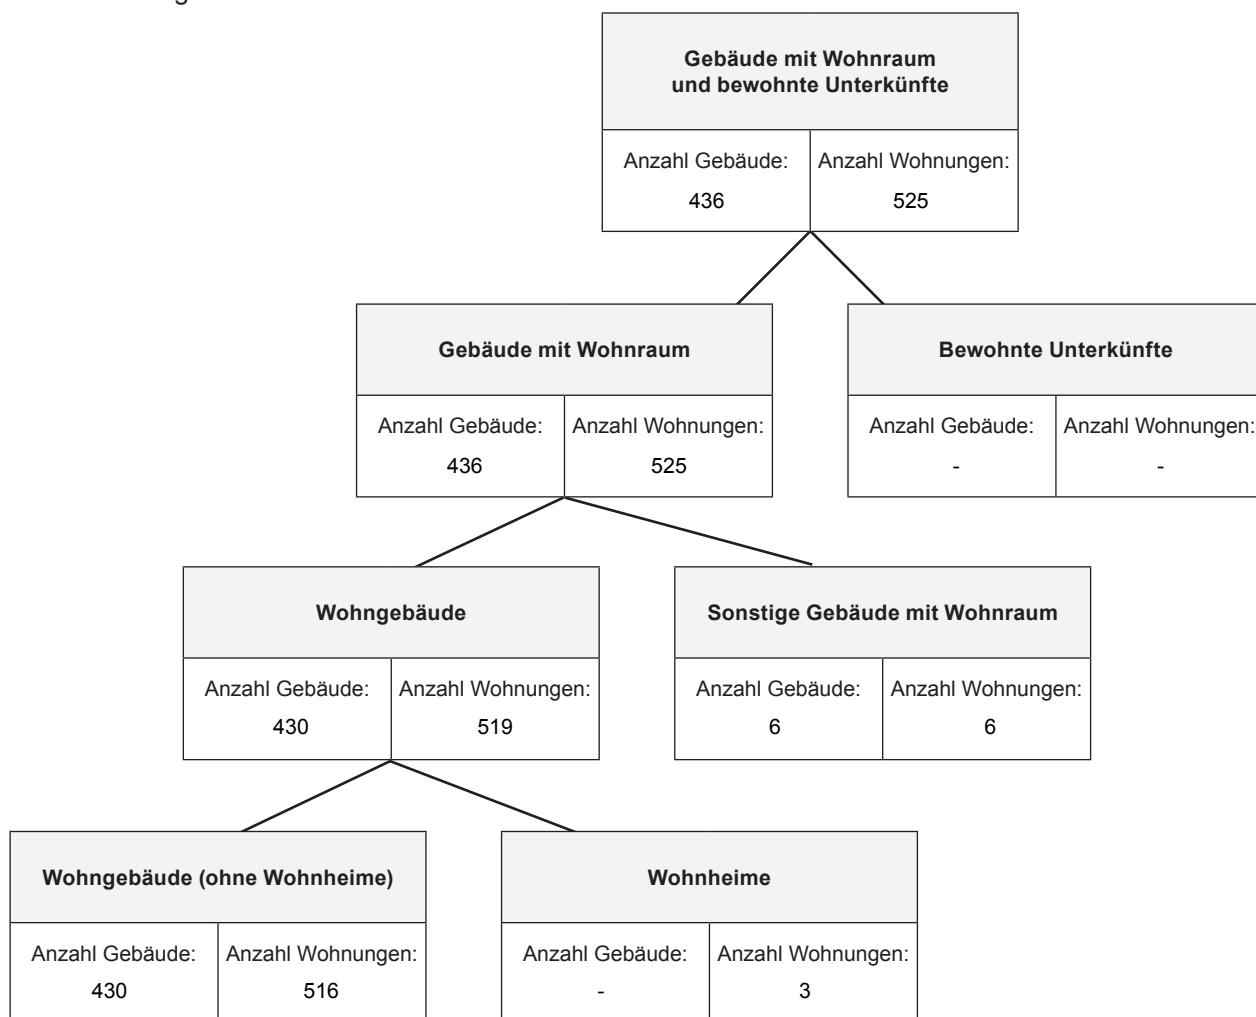 Gebäude mit Wohnraum
und bewohnte Unterkünfte
Anzahl Gebäude: Anzahl Wohnungen:
436 525
Gebäude mit Wohnraum Bewohnte Unterkünfte
Anzahl Gebäude: Anzahl Wohnungen: Anzahl Gebäude: Anzahl Wohnungen:
436 525 - -
Wohngebäude Sonstige Gebäude mit Wohnraum
Anzahl Gebäude: Anzahl Wohnungen: Anzahl Gebäude: Anzahl Wohnungen:
430 519 6 6
Wohngebäude (ohne Wohnheime) Wohnheime
Anzahl Gebäude: Anzahl Wohnungen: Anzahl Gebäude: Anzahl Wohnungen:
430 516 - 3